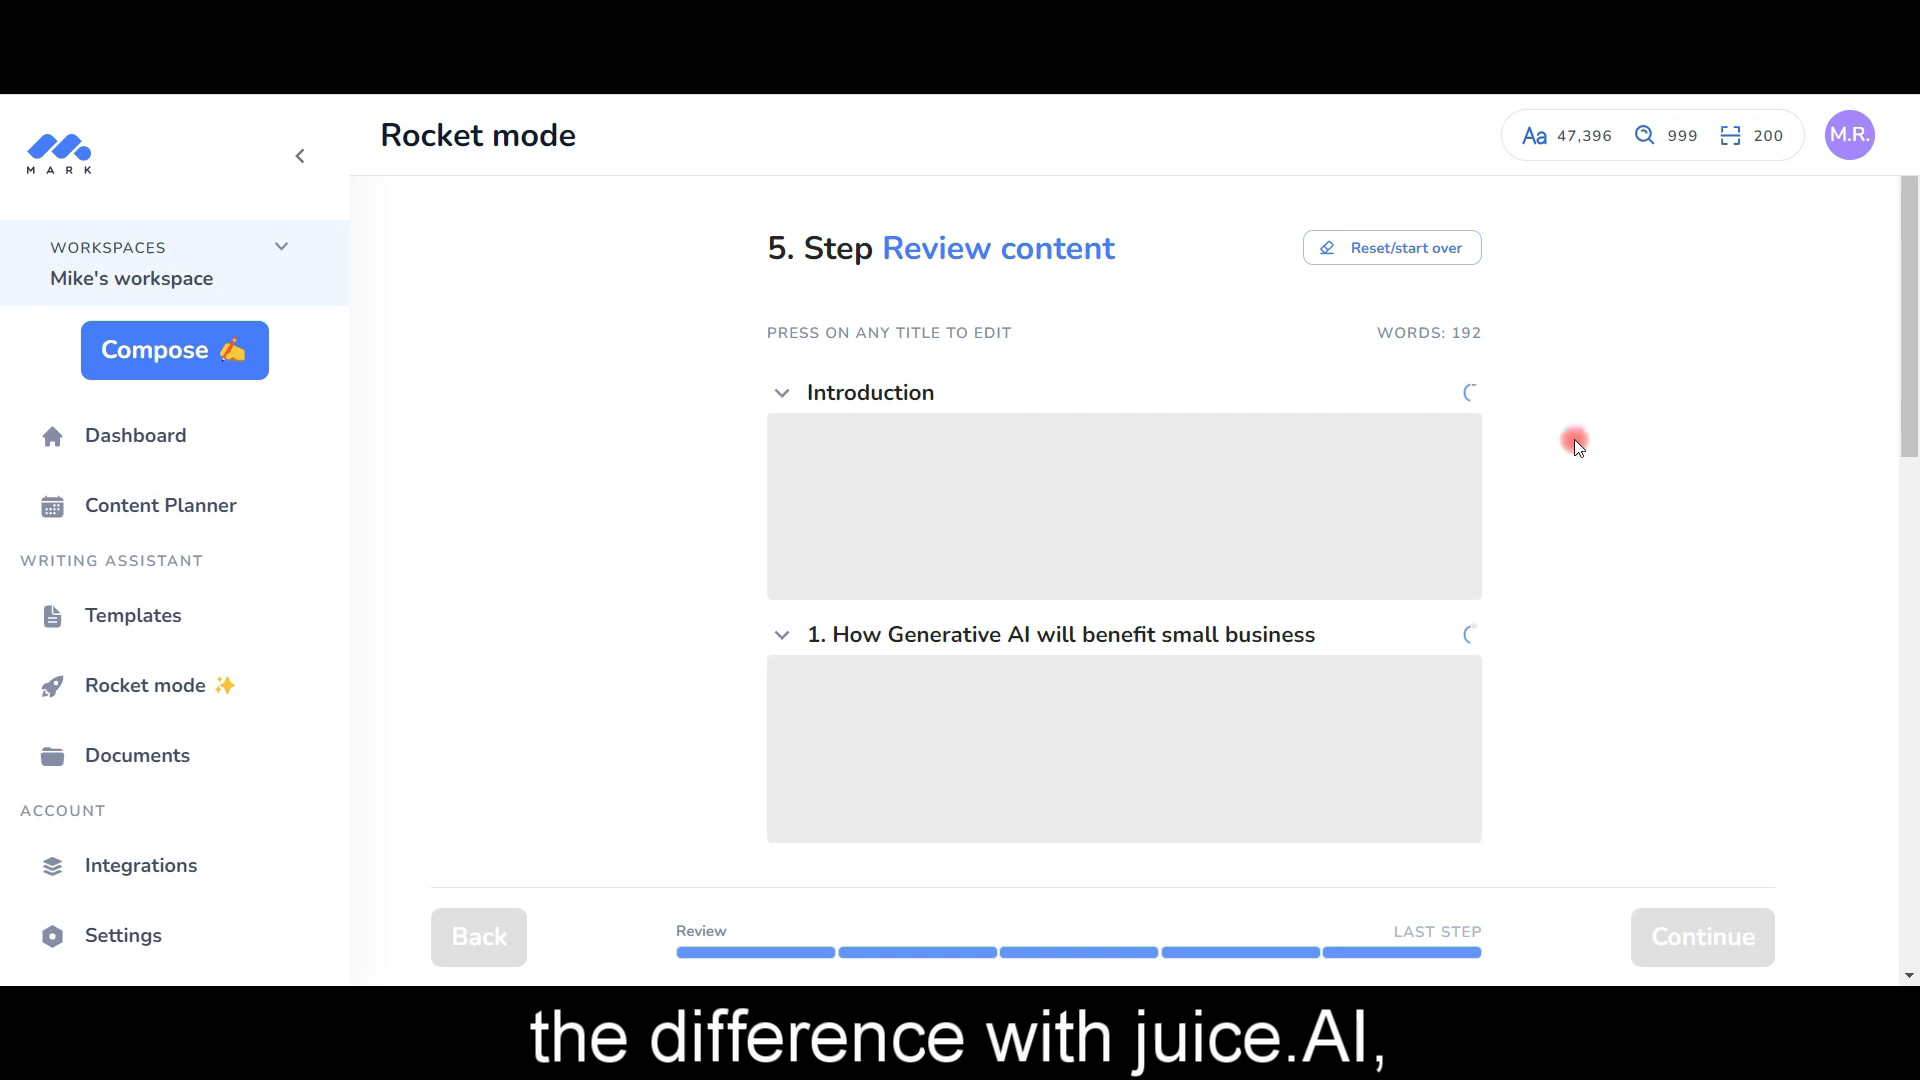 MARK
WORKSPACES
Mike's workspace
Compose
Dashboard
Content Planner
WRITING ASSISTANT
Templates
Rocket mode
Documents
ACCOUNT
Integrations
Settings
Rocket mode
Aa 47,396 999 200
M.R.
5. Step Review content
Reset/start over
PRESS ON ANY TITLE TO EDIT
WORDS: 192
Introduction
1. How Generative AI will benefit small business
Back
Review
LAST STEP
Continue
the difference with juice.AI,